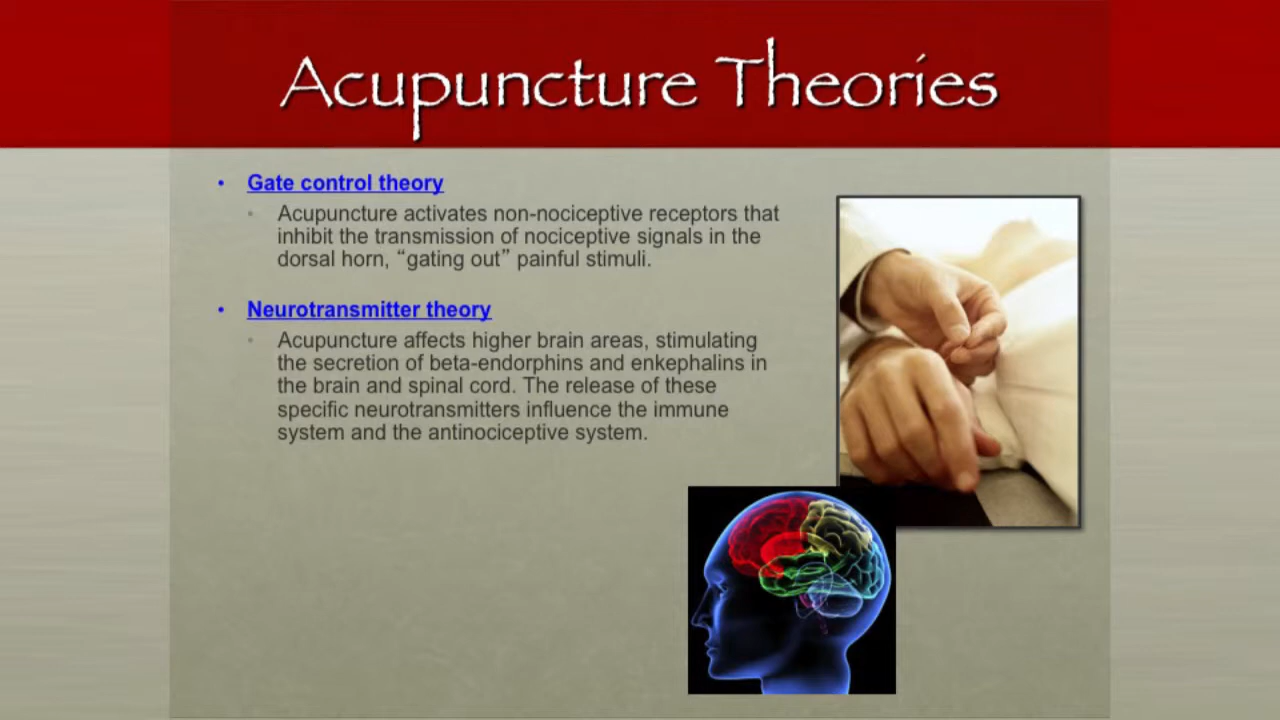 Acupuncture Theories
• Gate control theory
• Acupuncture activates non-nociceptive receptors that
inhibit the transmission of nociceptive signals in the
dorsal horn, “gating out” painful stimuli.
• Neurotransmitter theory
• Acupuncture affects higher brain areas, stimulating
the secretion of beta-endorphins and enkephalins in
the brain and spinal cord. The release of these
specific neurotransmitters influence the immune
system and the antinociceptive system.